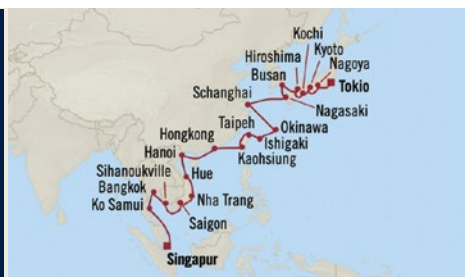 Kochi
Hiroshima
Kyoto
Busan
Nagoya
Tokio
Schanghai
Nagasaki
Taipeh
Okinawa
Hongkong
Ishigaki
Hanoi
Kaohsiung
Sihanoukville
Hue
Bangkok
Nha Trang
Ko Samui
Saigon
Singapur